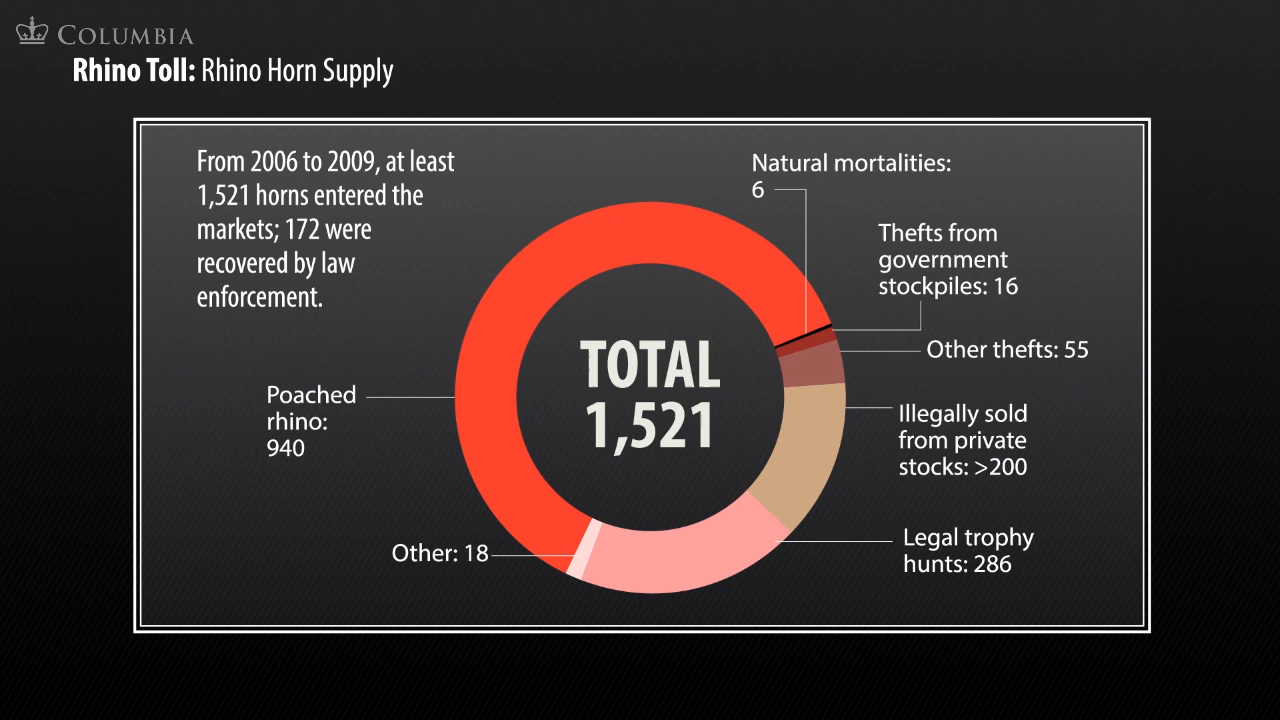 COLUMBIA
Rhino Toll: Rhino Horn Supply
From 2006 to 2009, at least
1,521 horns entered the
markets; 172 were
recovered by law
enforcement.
Natural mortalities:
6
Thefts from
government
stockpiles: 16
Other thefts: 55
Illegally sold
from private
stocks: >200
Legal trophy
hunts: 286
Other: 18
Poached
rhino:
940
TOTAL
1,521